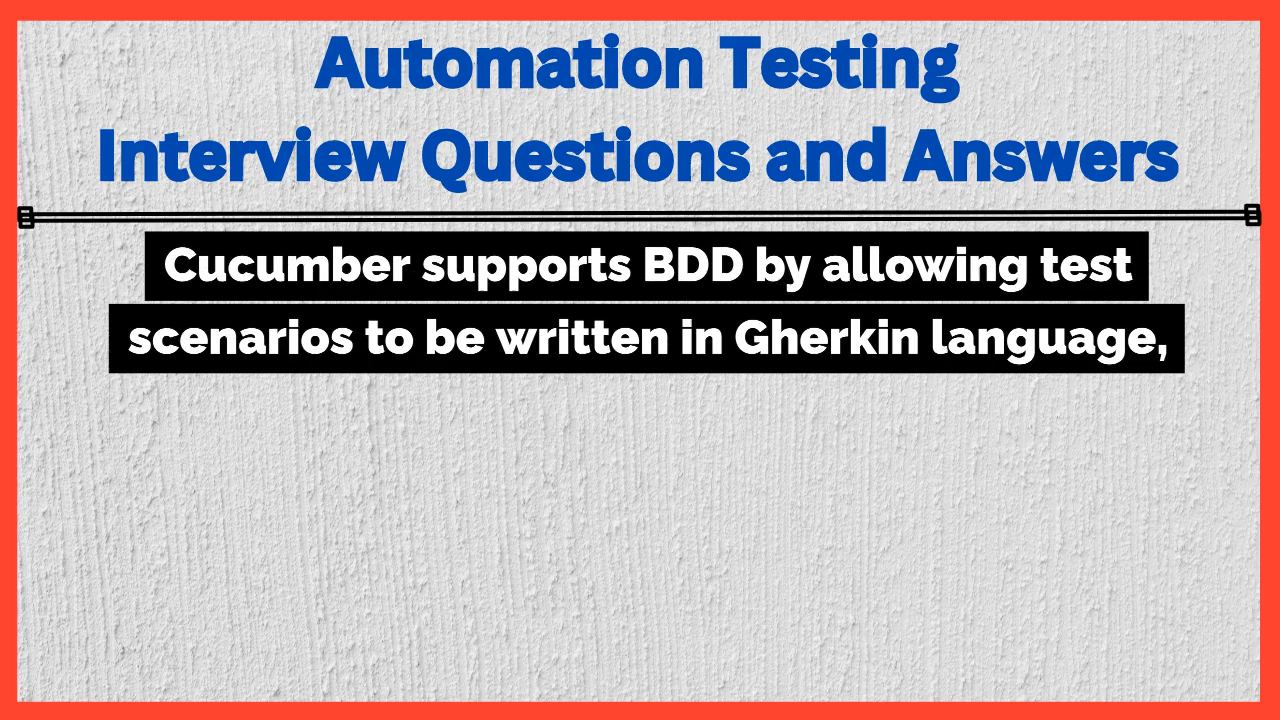 Automation Testing
Interview Questions and Answers
Cucumber supports BDD by allowing test
scenarios to be written in Gherkin language,